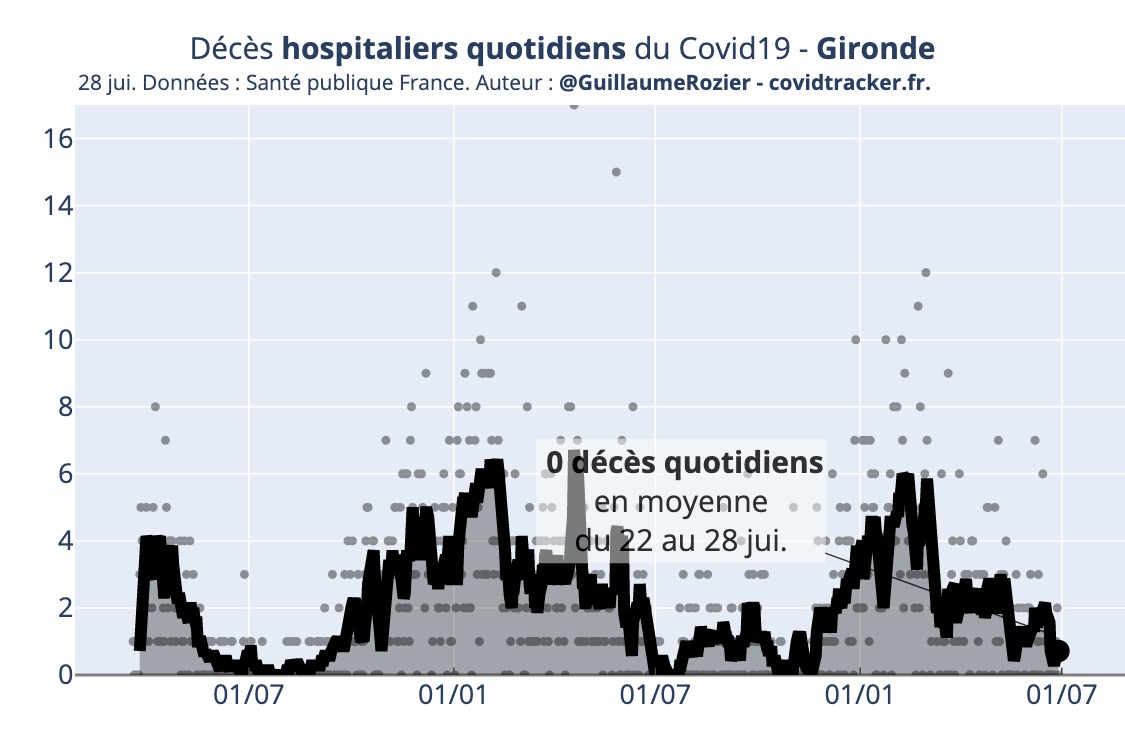 Décès hospitaliers quotidiens du Covid19 - Gironde
28 jui. Données : Santé publique France. Auteur : @GuillaumeRozier - covidtracker.fr.
16
14
12
10
8
6
4
2
0
0 décès quotidiens
en moyenne
du 22 au 28 jui.
01/07
01/01
01/07
01/01
01/07